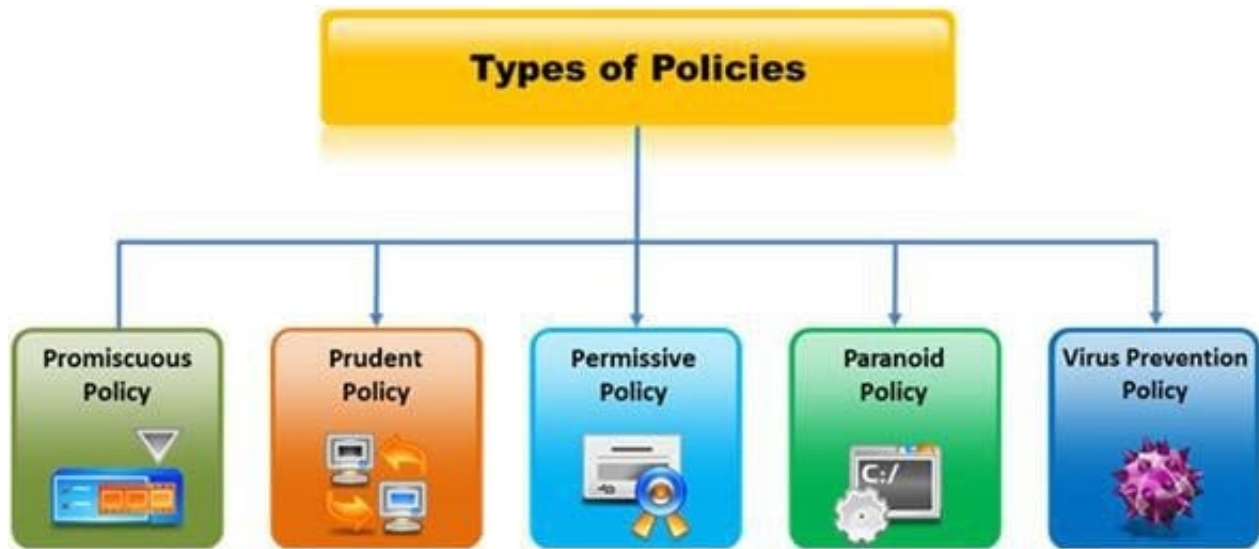 Types of Policies
Promiscuous
Policy
Prudent
Policy
Permissive
Policy
Paranoid
Policy
C:/
Virus Prevention
Policy